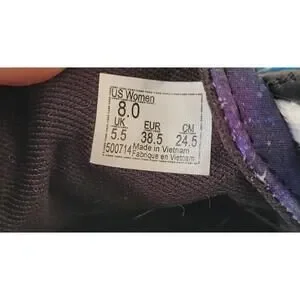 US Women
8.0
UK EUR CM
5.5 38.5 24.5
500714 Made in Vietnam
Fabriqué en Vietnam